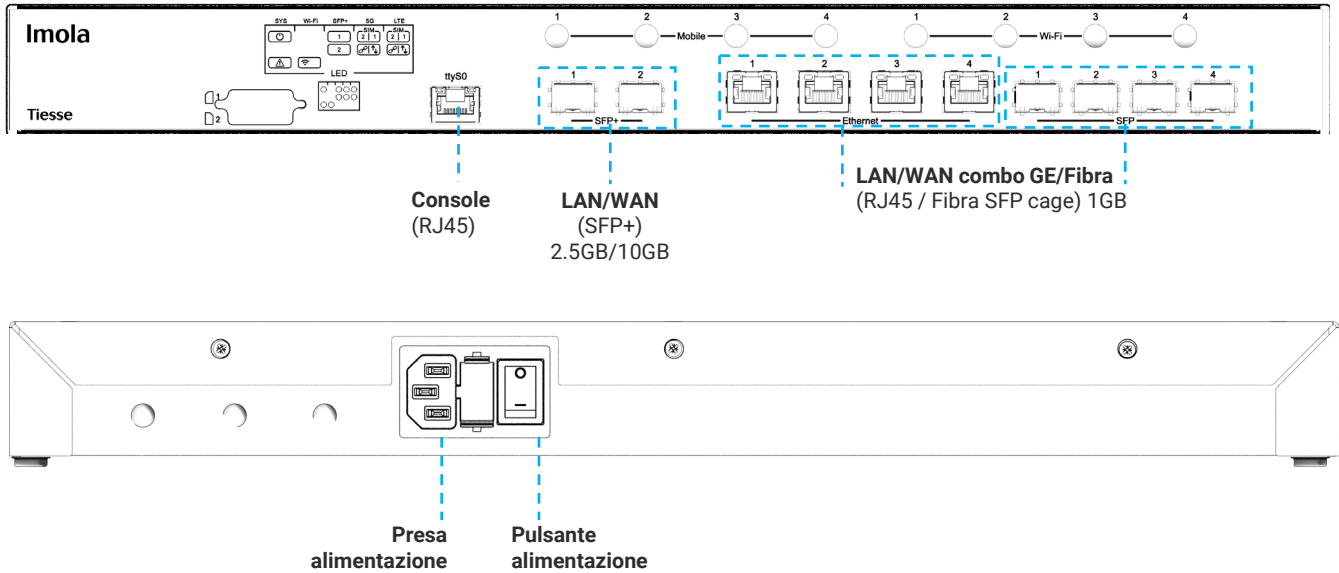 Imola
Tiesse
SYS Wi-Fi SFP+ 5G LTE
SIM SIM
1 2 1 2 1
2
LED
1
2
ttyS0
1 2 3 4
Mobile
1 2 3 4
Wi-Fi
1 2
SFP+
1 2 3 4
Ethernet
1 2 3 4
SFP
Console
(RJ45)
LAN/WAN
(SFP+)
2.5GB/10GB
LAN/WAN combo GE/Fibra
(RJ45 / Fibra SFP cage) 1GB
Presa
alimentazione
Pulsante
alimentazione